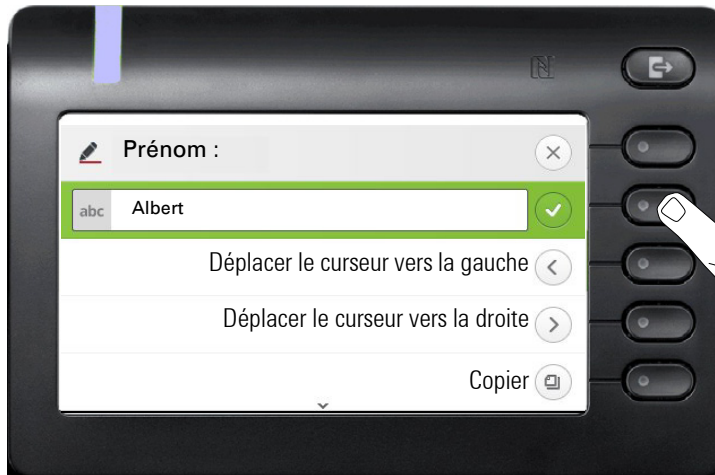 Prénom :
abc Albert
Déplacer le curseur vers la gauche
Déplacer le curseur vers la droite
Copier